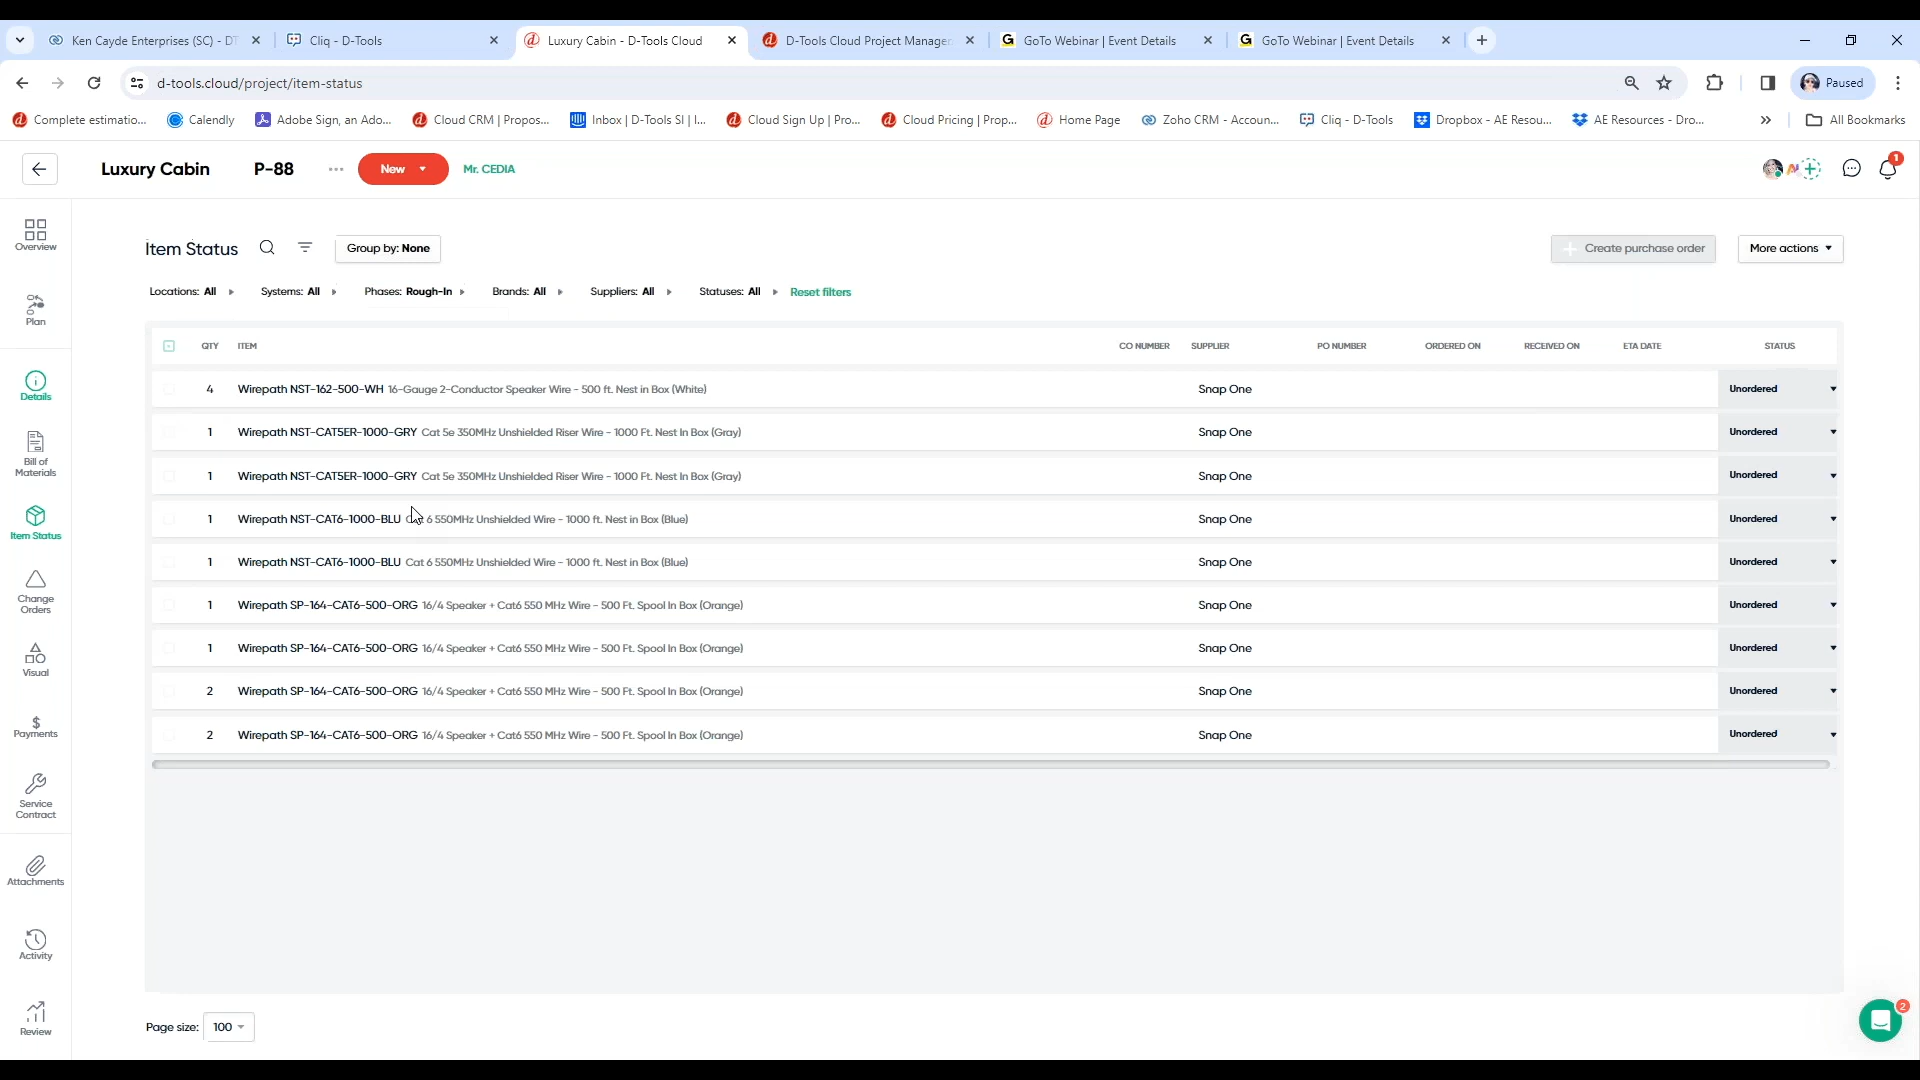 Ken Cayde Enterprises (SC) - DT
Cliq - D-Tools
Luxury Cabin - D-Tools Cloud
D-Tools Cloud Project Manager
GoTo Webinar | Event Details
GoTo Webinar | Event Details
d-tools.cloud/project/item-status
Paused
Complete estimatio...
Calendly
Adobe Sign, an Ado...
Cloud CRM | Propos...
Inbox | D-Tools SI | I...
Cloud Sign Up | Pro...
Cloud Pricing | Prop...
Home Page
Zoho CRM - Accoun...
Cliq - D-Tools
Dropbox - AE Resou...
AE Resources - Dro...
All Bookmarks
Luxury Cabin P-88 New Mr. CEDIA
1
Overview
Plan
Details
Bill of
Materials
Item Status
Change
Orders
Visual
Payments
Service
Contract
Attachments
Activity
Review
Item Status Group by: None Create purchase order More actions
Locations: All Systems: All Phases: Rough-In Brands: All Suppliers: All Statuses: All Reset filters
QTY ITEM CO NUMBER SUPPLIER PO NUMBER ORDERED ON RECEIVED ON ETA DATE STATUS
4 Wirepath NST-162-500-WH 16-Gauge 2-Conductor Speaker Wire - 500 ft. Nest in Box (White) Snap One Unordered
1 Wirepath NST-CAT5ER-1000-GRY Cat 5e 350MHz Unshielded Riser Wire - 1000 Ft. Nest In Box (Gray) Snap One Unordered
1 Wirepath NST-CAT5ER-1000-GRY Cat 5e 350MHz Unshielded Riser Wire - 1000 Ft. Nest In Box (Gray) Snap One Unordered
1 Wirepath NST-CAT6-1000-BLU Cat 6 550MHz Unshielded Wire - 1000 ft. Nest in Box (Blue) Snap One Unordered
1 Wirepath NST-CAT6-1000-BLU Cat 6 550MHz Unshielded Wire - 1000 ft. Nest in Box (Blue) Snap One Unordered
1 Wirepath SP-164-CAT6-500-ORG 16/4 Speaker + Cat6 550 MHz Wire - 500 Ft. Spool In Box (Orange) Snap One Unordered
1 Wirepath SP-164-CAT6-500-ORG 16/4 Speaker + Cat6 550 MHz Wire - 500 Ft. Spool In Box (Orange) Snap One Unordered
2 Wirepath SP-164-CAT6-500-ORG 16/4 Speaker + Cat6 550 MHz Wire - 500 Ft. Spool In Box (Orange) Snap One Unordered
2 Wirepath SP-164-CAT6-500-ORG 16/4 Speaker + Cat6 550 MHz Wire - 500 Ft. Spool In Box (Orange) Snap One Unordered
Page size: 100
2